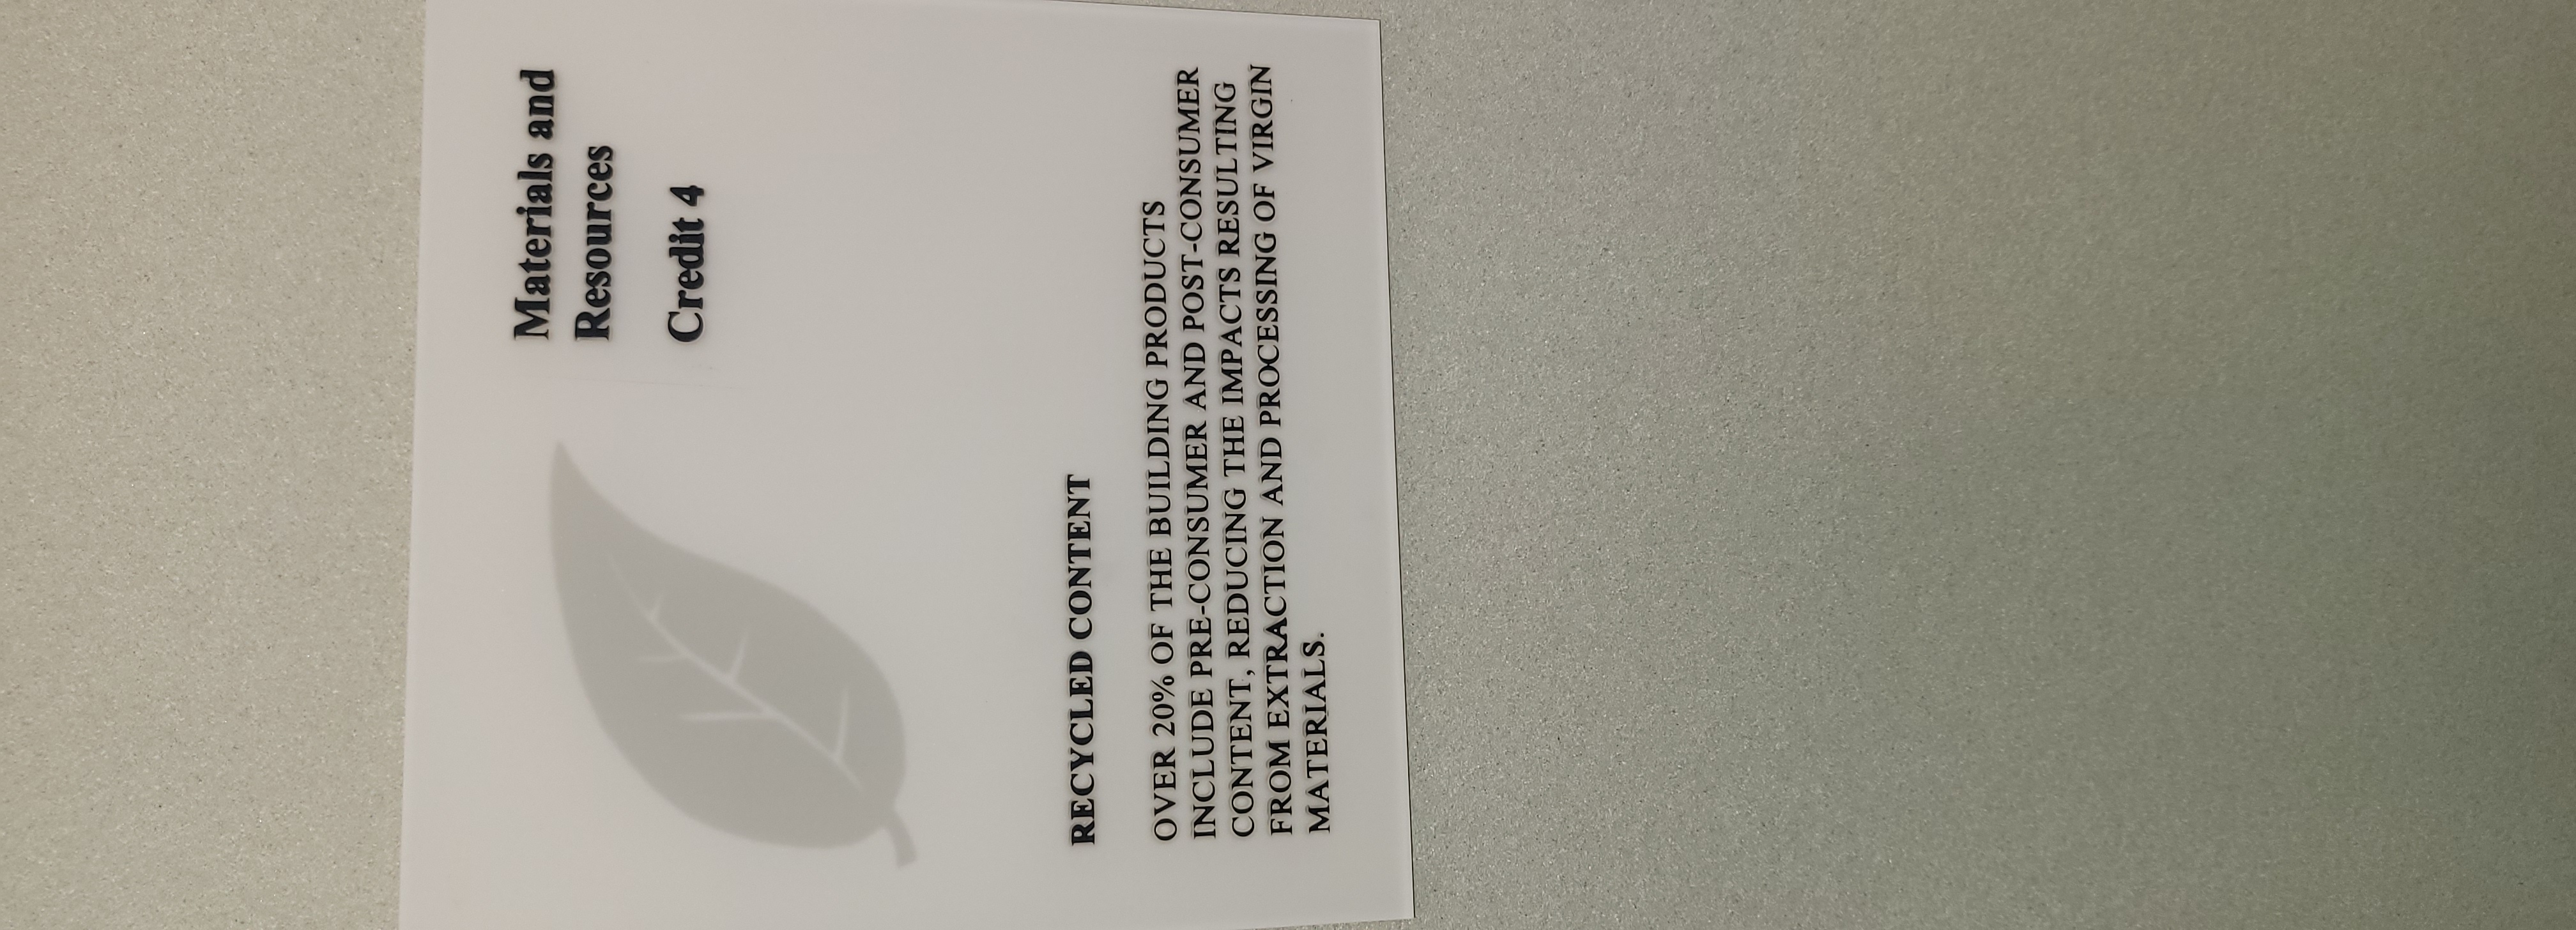 Materials and
Resources
Credit 4
RECYCLED CONTENT
OVER 20% OF THE BUILDING PRODUCTS
INCLUDE PRE-CONSUMER AND POST-CONSUMER
CONTENT, REDUCING THE IMPACTS RESULTING
FROM EXTRACTION AND PROCESSING OF VIRGIN
MATERIALS.